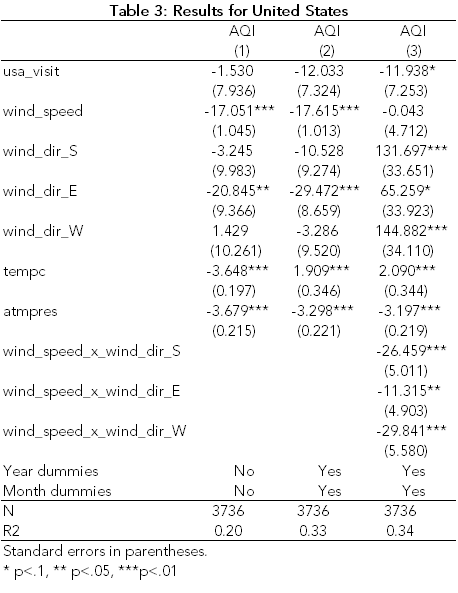 Table 3: Results for United States
AQI AQI AQI
(1) (2) (3)
usa_visit -1.530 -12.033 -11.938*
(7.936) (7.324) (7.253)
wind_speed -17.051*** -17.615*** -0.043
(1.045) (1.013) (4.712)
wind_dir_S -3.245 -10.528 131.697***
(9.983) (9.274) (33.651)
wind_dir_E -20.845** -29.472*** 65.259*
(9.366) (8.659) (33.923)
wind_dir_W 1.429 -3.286 144.882***
(10.261) (9.520) (34.110)
tempc -3.648*** 1.909*** 2.090***
(0.197) (0.346) (0.344)
atmpres -3.679*** -3.298*** -3.197***
(0.215) (0.221) (0.219)
wind_speed_x_wind_dir_S -26.459***
(5.011)
wind_speed_x_wind_dir_E -11.315**
(4.903)
wind_speed_x_wind_dir_W -29.841***
(5.580)
Year dummies No Yes Yes
Month dummies No Yes Yes
N 3736 3736 3736
R2 0.20 0.33 0.34
Standard errors in parentheses.
* p<.1, ** p<.05, ***p<.01